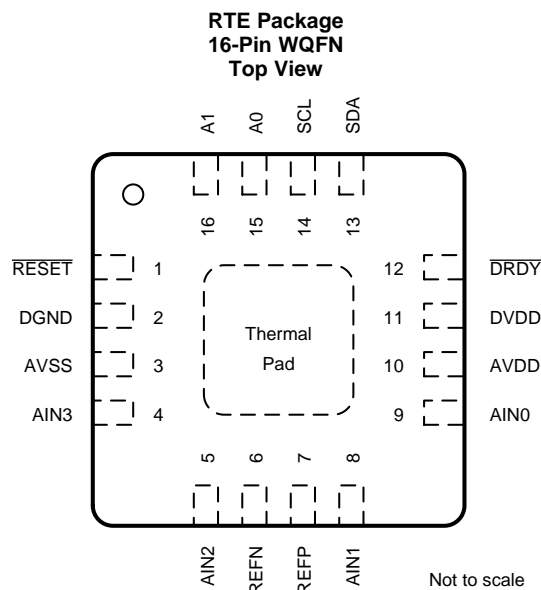 RTE Package
16-Pin WQFN
Top View
A1
A0
SCL
SDA
16
15
14
13
RESET
1
12
DRDY
DGND
2
11
DVDD
AVSS
3
10
AVDD
AIN3
4
9
AIN0
Thermal
Pad
5
6
7
8
AIN2
REFN
REFP
AIN1
Not to scale